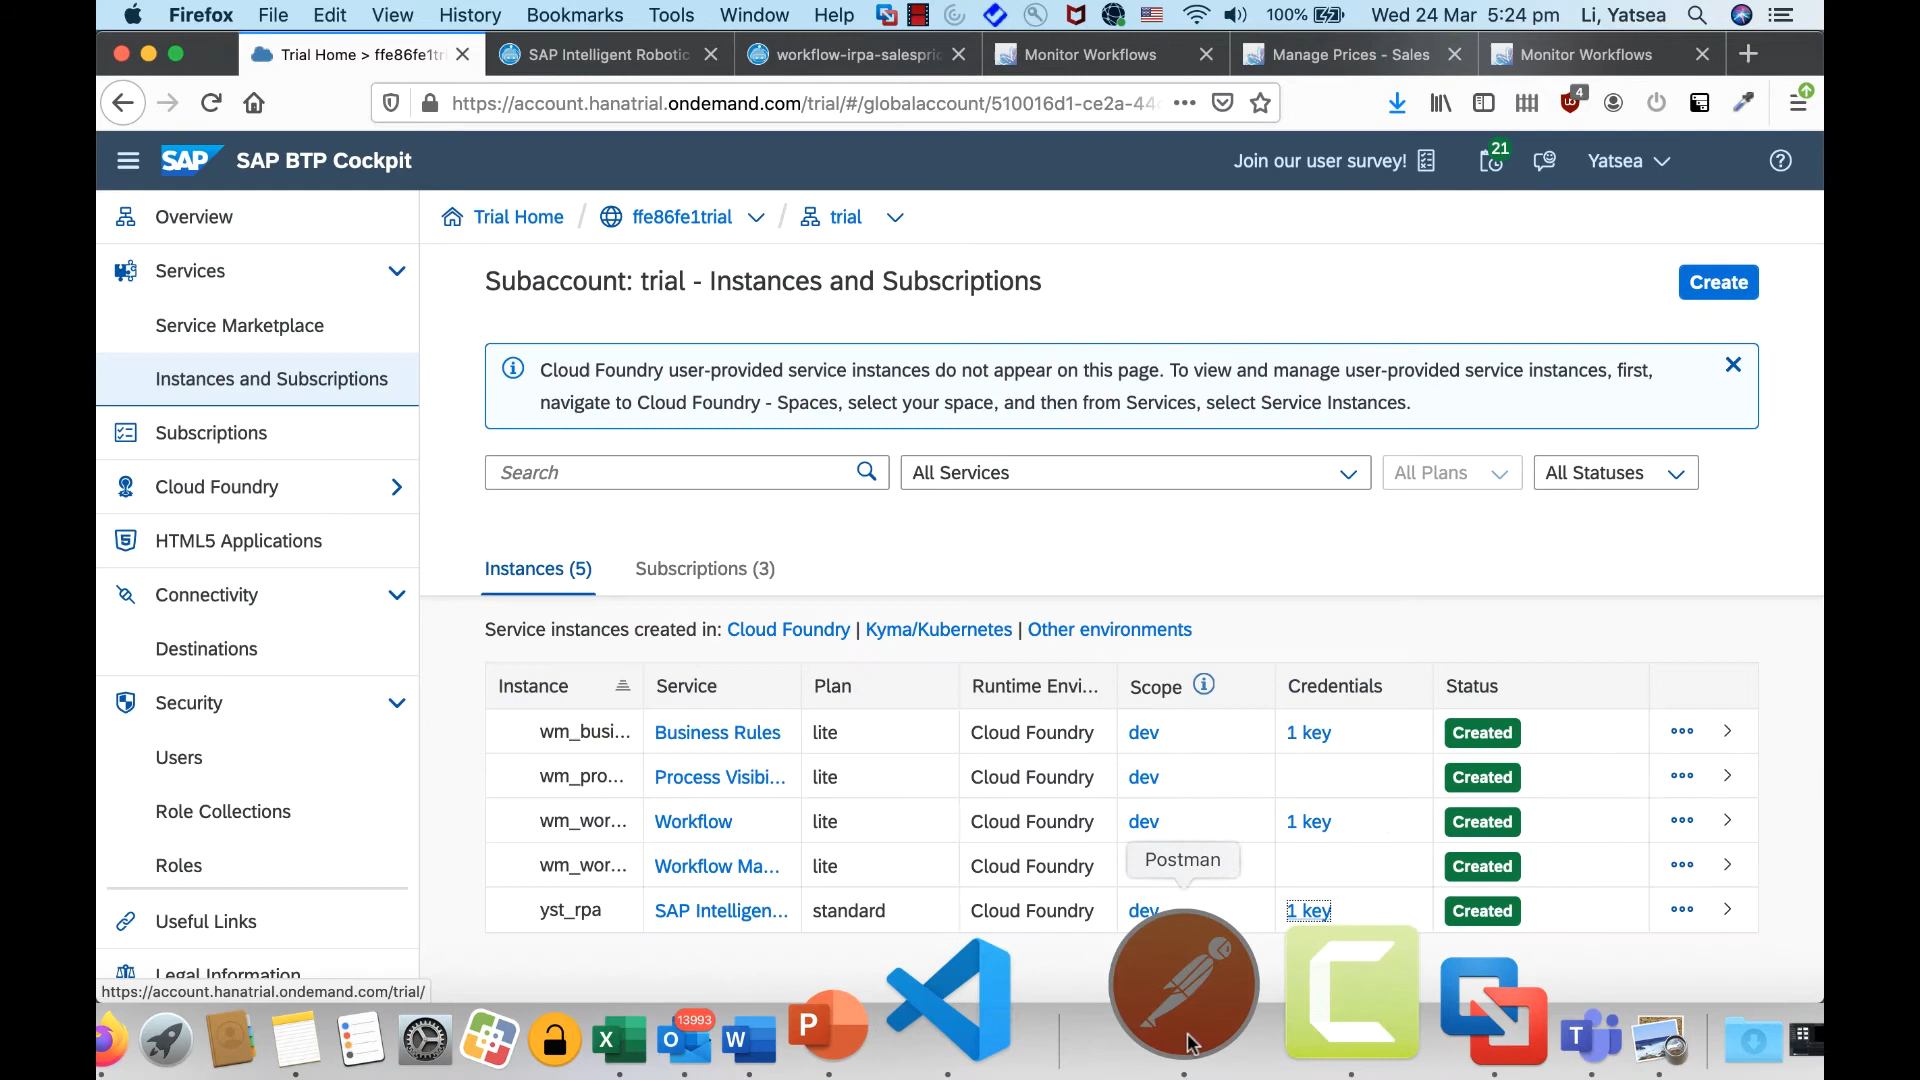 Firefox File Edit View History Bookmarks Tools Window Help 100% Wed 24 Mar 5:24 pm Li, Yatsea
Trial Home > ffe86fe1tri SAP Intelligent Robotic workflow-irpa-salespric Monitor Workflows Manage Prices - Sales Monitor Workflows
https://account.hanatrial.ondemand.com/trial/#/globalaccount/510016d1-ce2a-44 4
SAP SAP BTP Cockpit Join our user survey! 21 Yatsea
Overview
Services
Service Marketplace
Instances and Subscriptions
Subscriptions
Cloud Foundry
HTML5 Applications
Connectivity
Destinations
Security
Users
Role Collections
Roles
Useful Links
Legal Information
https://account.hanatrial.ondemand.com/trial/
Trial Home / ffe86fe1trial / trial
Subaccount: trial - Instances and Subscriptions
Create
Cloud Foundry user-provided service instances do not appear on this page. To view and manage user-provided service instances, first,
navigate to Cloud Foundry - Spaces, select your space, and then from Services, select Service Instances.
Search All Services All Plans All Statuses
Instances (5) Subscriptions (3)
Service instances created in: Cloud Foundry | Kyma/Kubernetes | Other environments
Instance Service Plan Runtime Envi... Scope Credentials Status
wm_busi... Business Rules lite Cloud Foundry dev 1 key Created
wm_pro... Process Visibi... lite Cloud Foundry dev Created
wm_wor... Workflow lite Cloud Foundry dev 1 key Created
wm_wor... Workflow Ma... lite Cloud Foundry Created
yst_rpa SAP Intelligen... standard Cloud Foundry dev 1 key Created
Postman
13993
X O W P C T